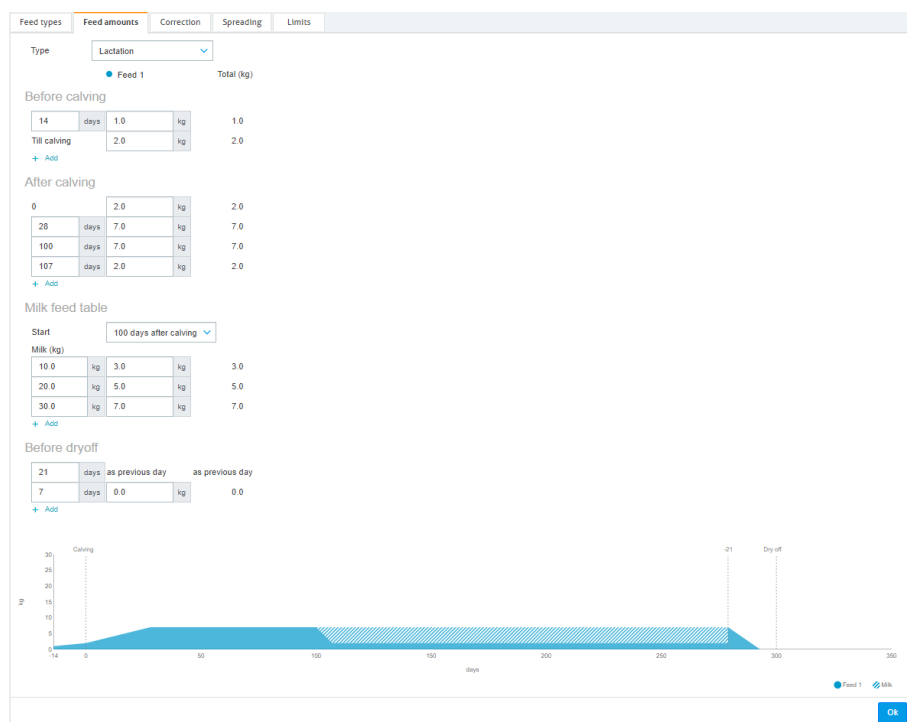 Feed types Feed amounts Correction Spreading Limits
Type Lactation
Feed 1 Total (kg)
Before calving
14 days 1.0 kg 1.0
Till calving 2.0 kg 2.0
+ Add
After calving
0 2.0 kg 2.0
28 days 7.0 kg 7.0
100 days 7.0 kg 7.0
107 days 2.0 kg 2.0
+ Add
Milk feed table
Start 100 days after calving
Milk (kg)
10.0 kg 3.0 kg 3.0
20.0 kg 5.0 kg 5.0
30.0 kg 7.0 kg 7.0
+ Add
Before dryoff
21 days as previous day as previous day
7 days 0.0 kg 0.0
+ Add
Calving -21 Dry off
30
25
20
kg 15
10
5
0
-14 0 50 100 150 200 250 300 350
days
Feed 1 Milk
Ok